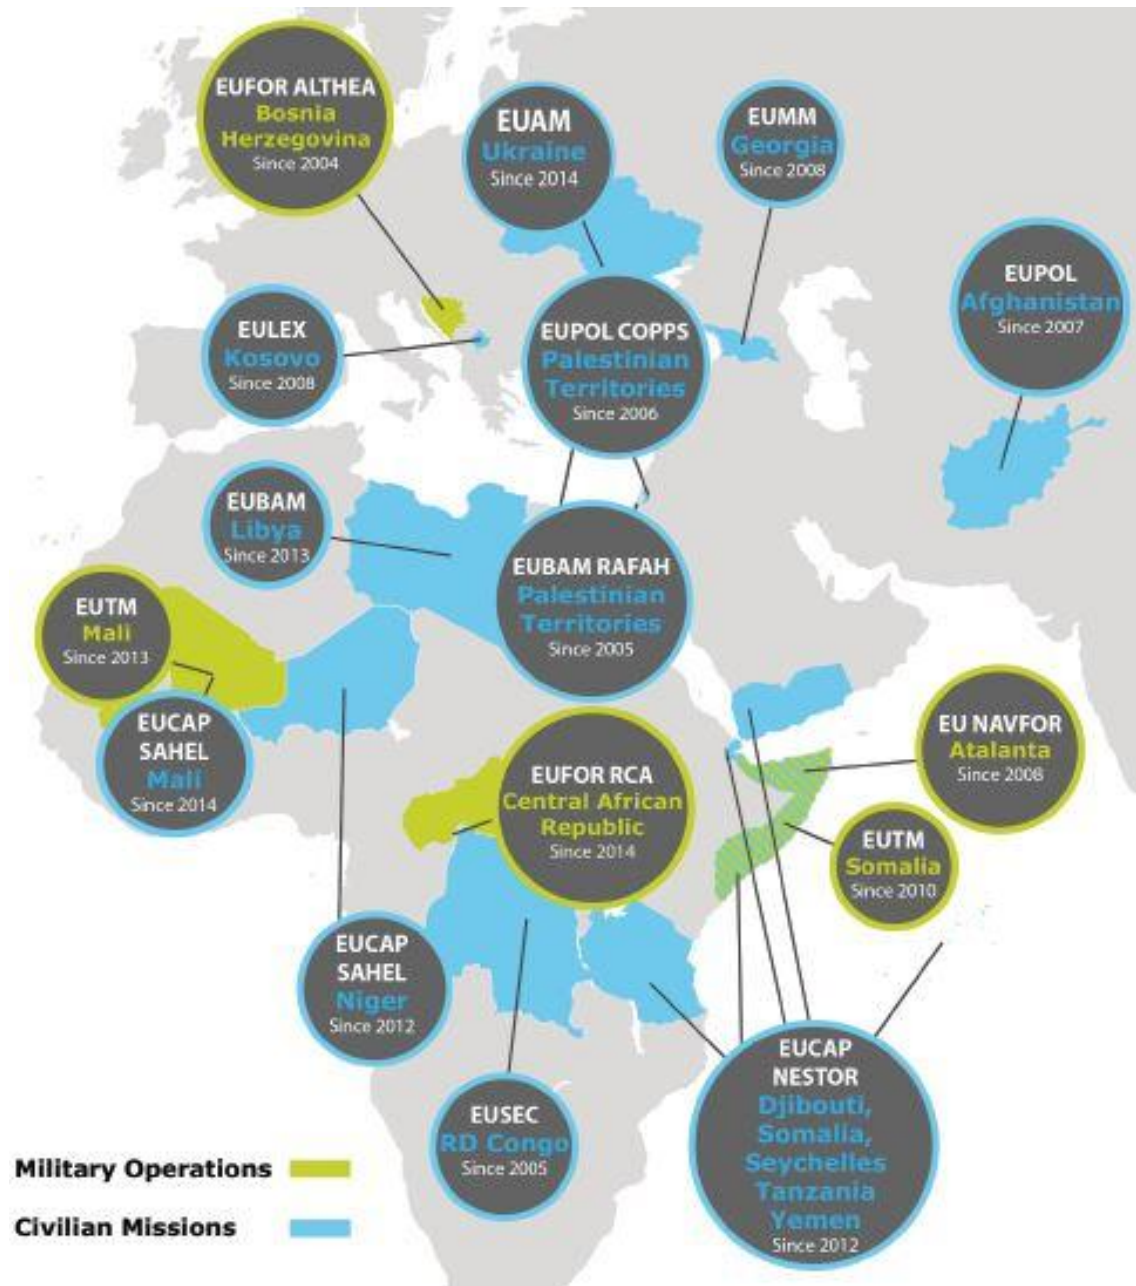 EUFOR ALTHEA
Bosnia
Herzegovina
Since 2004
EUAM
Ukraine
Since 2014
EUMM
Georgia
Since 2008
EUPOL
Afghanistan
Since 2007
EULEX
Kosovo
Since 2008
EUPOL COPPS
Palestinian
Territories
Since 2006
EUBAM
Libya
Since 2013
EUBAM RAFAH
Palestinian
Territories
Since 2005
EUTM
Mali
Since 2013
EUCAP
SAHEL
Mali
Since 2014
EUFOR RCA
Central African
Republic
Since 2014
EU NAVFOR
Atalanta
Since 2008
EUTM
Somalia
Since 2010
EUCAP
SAHEL
Niger
Since 2012
EUSEC
RD Congo
Since 2005
EUCAP
NESTOR
Djibouti,
Somalia,
Seychelles
Tanzania
Yemen
Since 2012
Military Operations
Civilian Missions